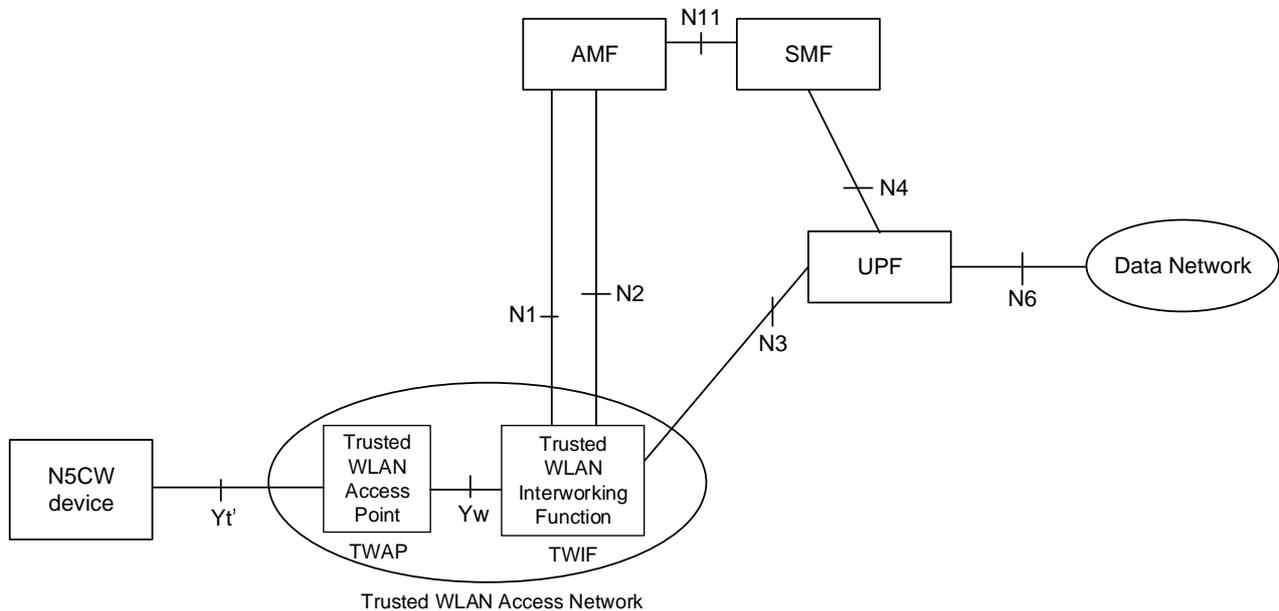 N11
AMF
SMF
N4
UPF
Data Network
N6
N2
N1
N3
N5CW
device
Yt’
Trusted
WLAN
Access
Point
Yw
Trusted
WLAN
Interworking
Function
TWAP
TWIF
Trusted WLAN Access Network